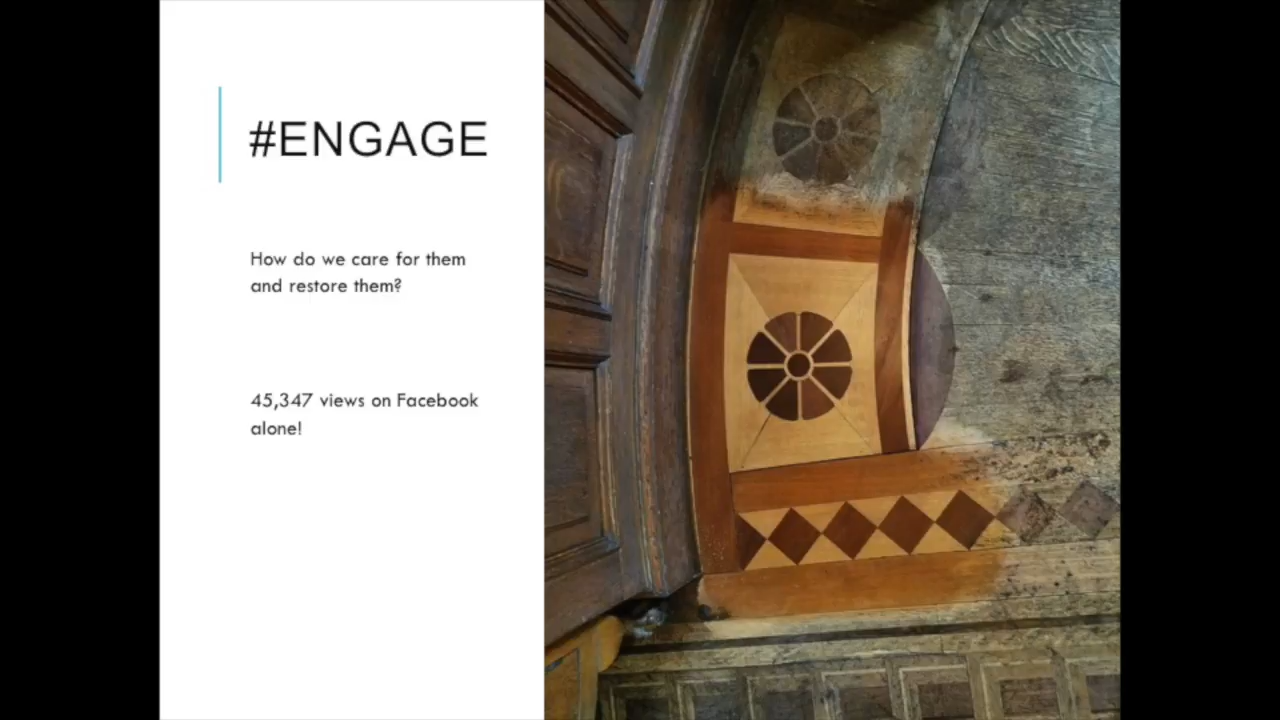 #ENGAGE
How do we care for them
and restore them?
45,347 views on Facebook
alone!